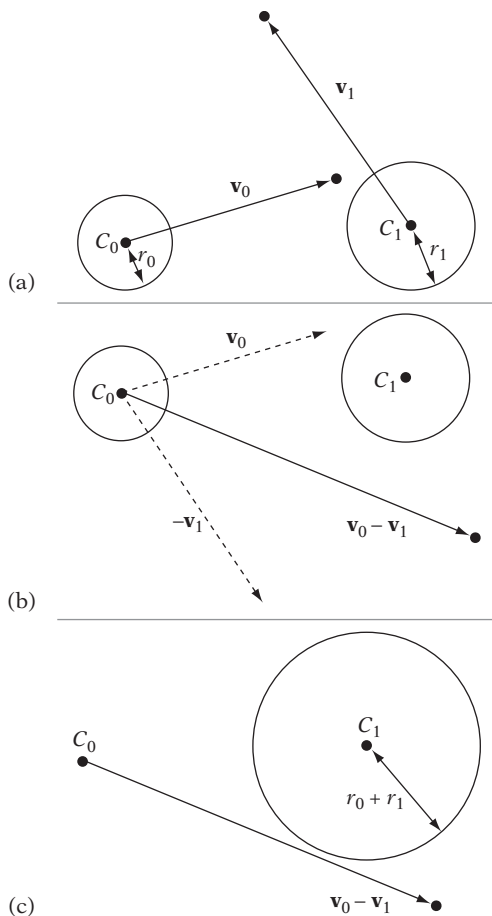 v₁
v₀
C₀
r₀
C₁
r₁
(a)
v₀
C₀
C₁
−v₁
v₀ − v₁
(b)
C₀
C₁
r₀ + r₁
v₀ − v₁
(c)